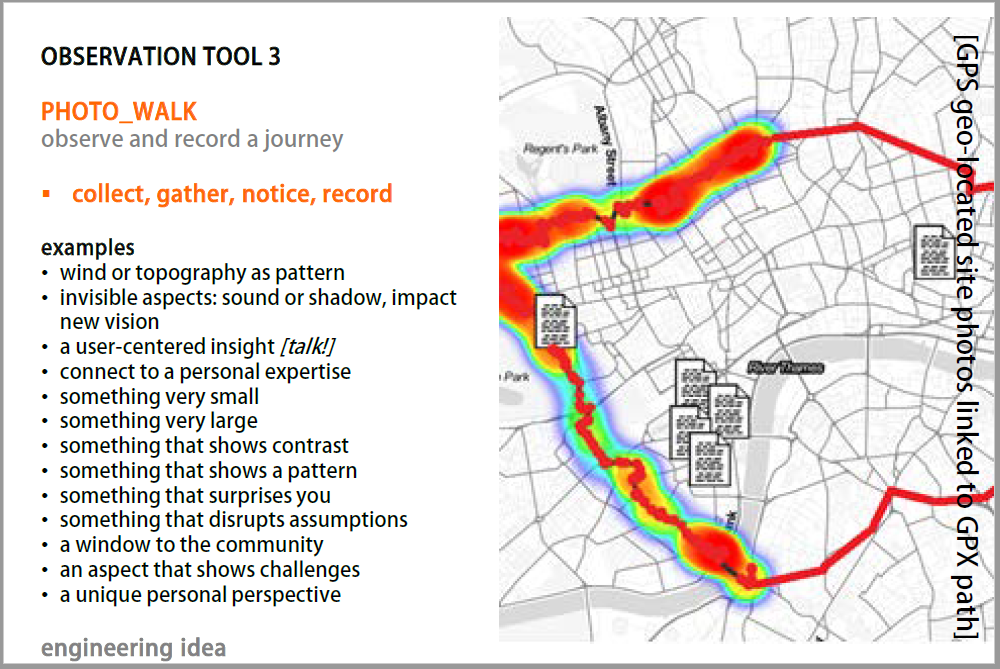 OBSERVATION TOOL 3
PHOTO_WALK
observe and record a journey
▪ collect, gather, notice, record
examples
• wind or topography as pattern
• invisible aspects: sound or shadow, impact
new vision
• a user-centered insight [talk!]
• connect to a personal expertise
• something very small
• something very large
• something that shows contrast
• something that shows a pattern
• something that surprises you
• something that disrupts assumptions
• a window to the community
• an aspect that shows challenges
• a unique personal perspective
engineering idea
Regent's Park
Albany Street
Park
River Thames
[GPS geo-located site photos linked to GPX path]